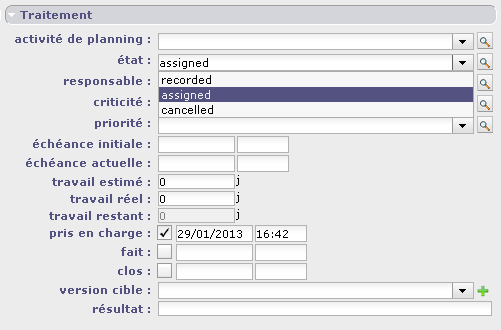 Traitement
activité de planning :
état : assigned
responsable : recorded
assigned
criticité : cancelled
priorité :
échéance initiale :
échéance actuelle :
travail estimé : 0 j
travail réel : 0 j
travail restant : 0 j
pris en charge : 29/01/2013 16:42
fait :
clos :
version cible :
résultat :